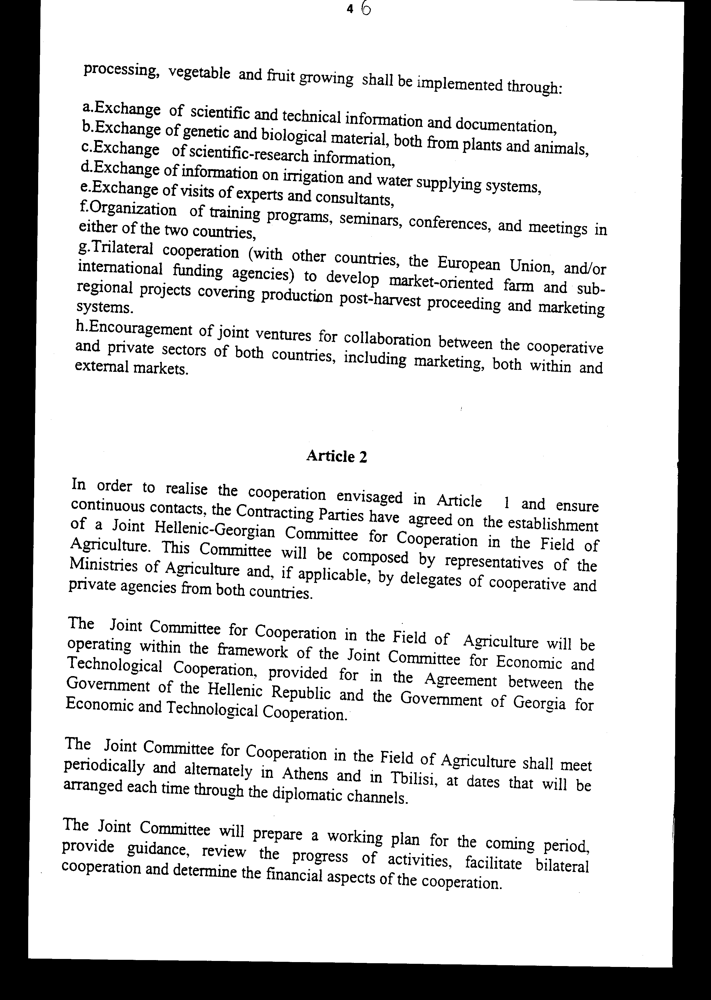 4 6
processing, vegetable and fruit growing shall be implemented through:
a.Exchange of scientific and technical information and documentation,
b.Exchange of genetic and biological material, both from plants and animals,
c.Exchange of scientific-research information,
d.Exchange of information on irrigation and water supplying systems,
e.Exchange of visits of experts and consultants,
f.Organization of training programs, seminars, conferences, and meetings in
either of the two countries,
g.Trilateral cooperation (with other countries, the European Union, and/or
international funding agencies) to develop market-oriented farm and sub-
regional projects covering production post-harvest proceeding and marketing
systems.
h.Encouragement of joint ventures for collaboration between the cooperative
and private sectors of both countries, including marketing, both within and
external markets.
Article 2
In order to realise the cooperation envisaged in Article 1 and ensure
continuous contacts, the Contracting Parties have agreed on the establishment
of a Joint Hellenic-Georgian Committee for Cooperation in the Field of
Agriculture. This Committee will be composed by representatives of the
Ministries of Agriculture and, if applicable, by delegates of cooperative and
private agencies from both countries.
The Joint Committee for Cooperation in the Field of Agriculture will be
operating within the framework of the Joint Committee for Economic and
Technological Cooperation, provided for in the Agreement between the
Government of the Hellenic Republic and the Government of Georgia for
Economic and Technological Cooperation.
The Joint Committee for Cooperation in the Field of Agriculture shall meet
periodically and alternately in Athens and in Tbilisi, at dates that will be
arranged each time through the diplomatic channels.
The Joint Committee will prepare a working plan for the coming period,
provide guidance, review the progress of activities, facilitate bilateral
cooperation and determine the financial aspects of the cooperation.